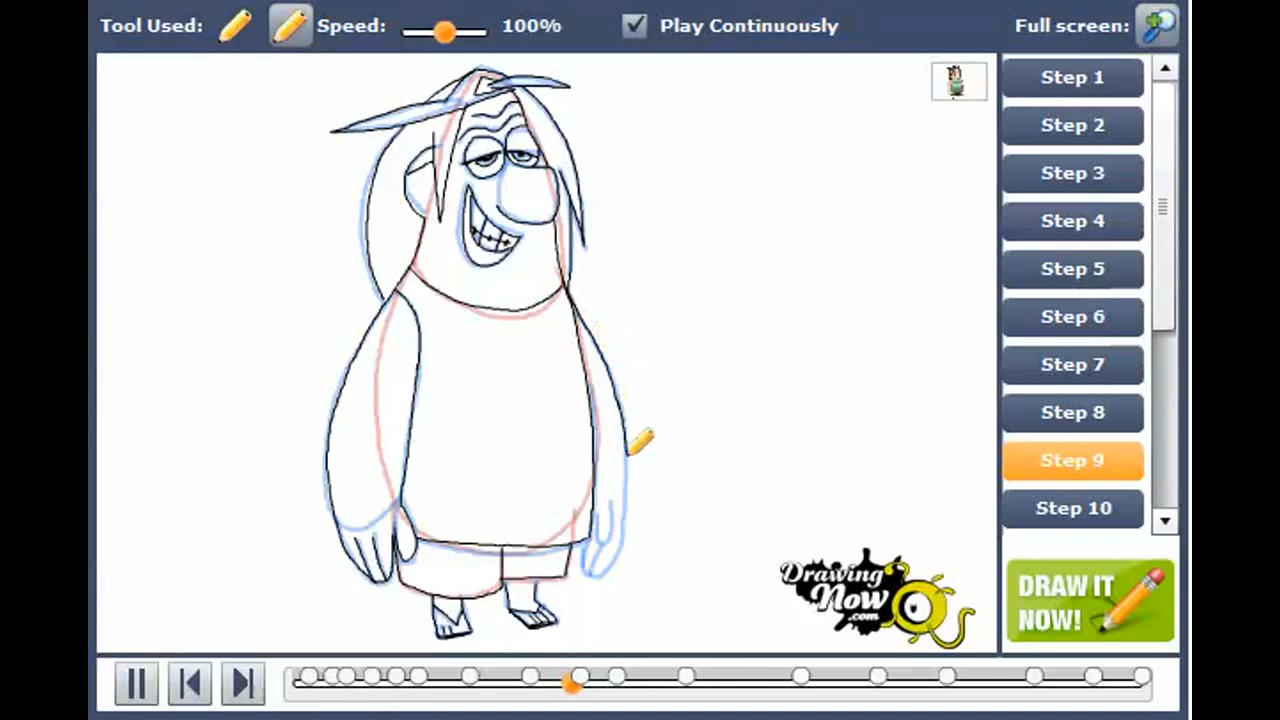 Tool Used: Speed: 100% Play Continuously Full screen:
Step 1
Step 2
Step 3
Step 4
Step 5
Step 6
Step 7
Step 8
Step 9
Step 10
Drawing
Now
.com
DRAW IT
NOW!